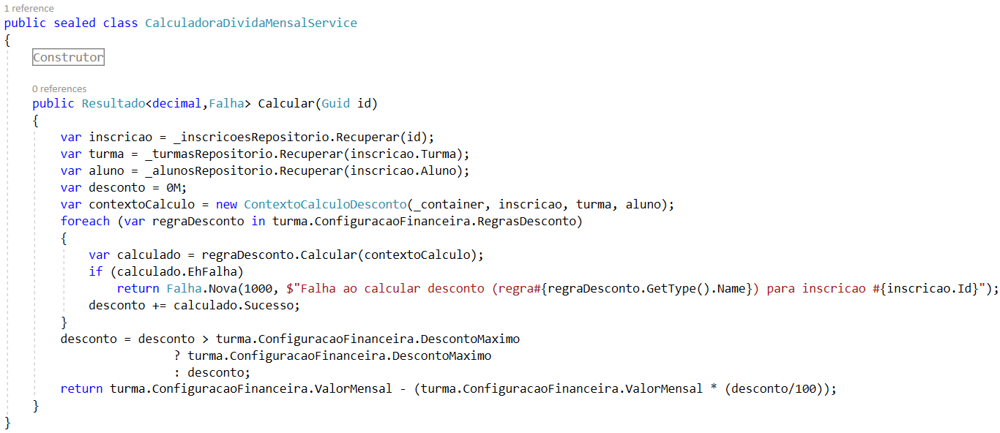 1 reference
public sealed class CalculadoraDividaMensalService
{
Construtor
0 references
public Resultado<decimal,Falha> Calcular(Guid id)
{
var inscricao = _inscricoesRepositorio.Recuperar(id);
var turma = _turmasRepositorio.Recuperar(inscricao.Turma);
var aluno = _alunosRepositorio.Recuperar(inscricao.Aluno);
var desconto = 0M;
var contextoCalculo = new ContextoCalculoDesconto(_container, inscricao, turma, aluno);
foreach (var regraDesconto in turma.ConfiguracaoFinanceira.RegrasDesconto)
{
var calculado = regraDesconto.Calcular(contextoCalculo);
if (calculado.EhFalha)
return Falha.Nova(1000, $"Falha ao calcular desconto (regra#{regraDesconto.GetType().Name}) para inscricao #{inscricao.Id}");
desconto += calculado.Sucesso;
}
desconto = desconto > turma.ConfiguracaoFinanceira.DescontoMaximo
? turma.ConfiguracaoFinanceira.DescontoMaximo
: desconto;
return turma.ConfiguracaoFinanceira.ValorMensal - (turma.ConfiguracaoFinanceira.ValorMensal * (desconto/100));
}
}